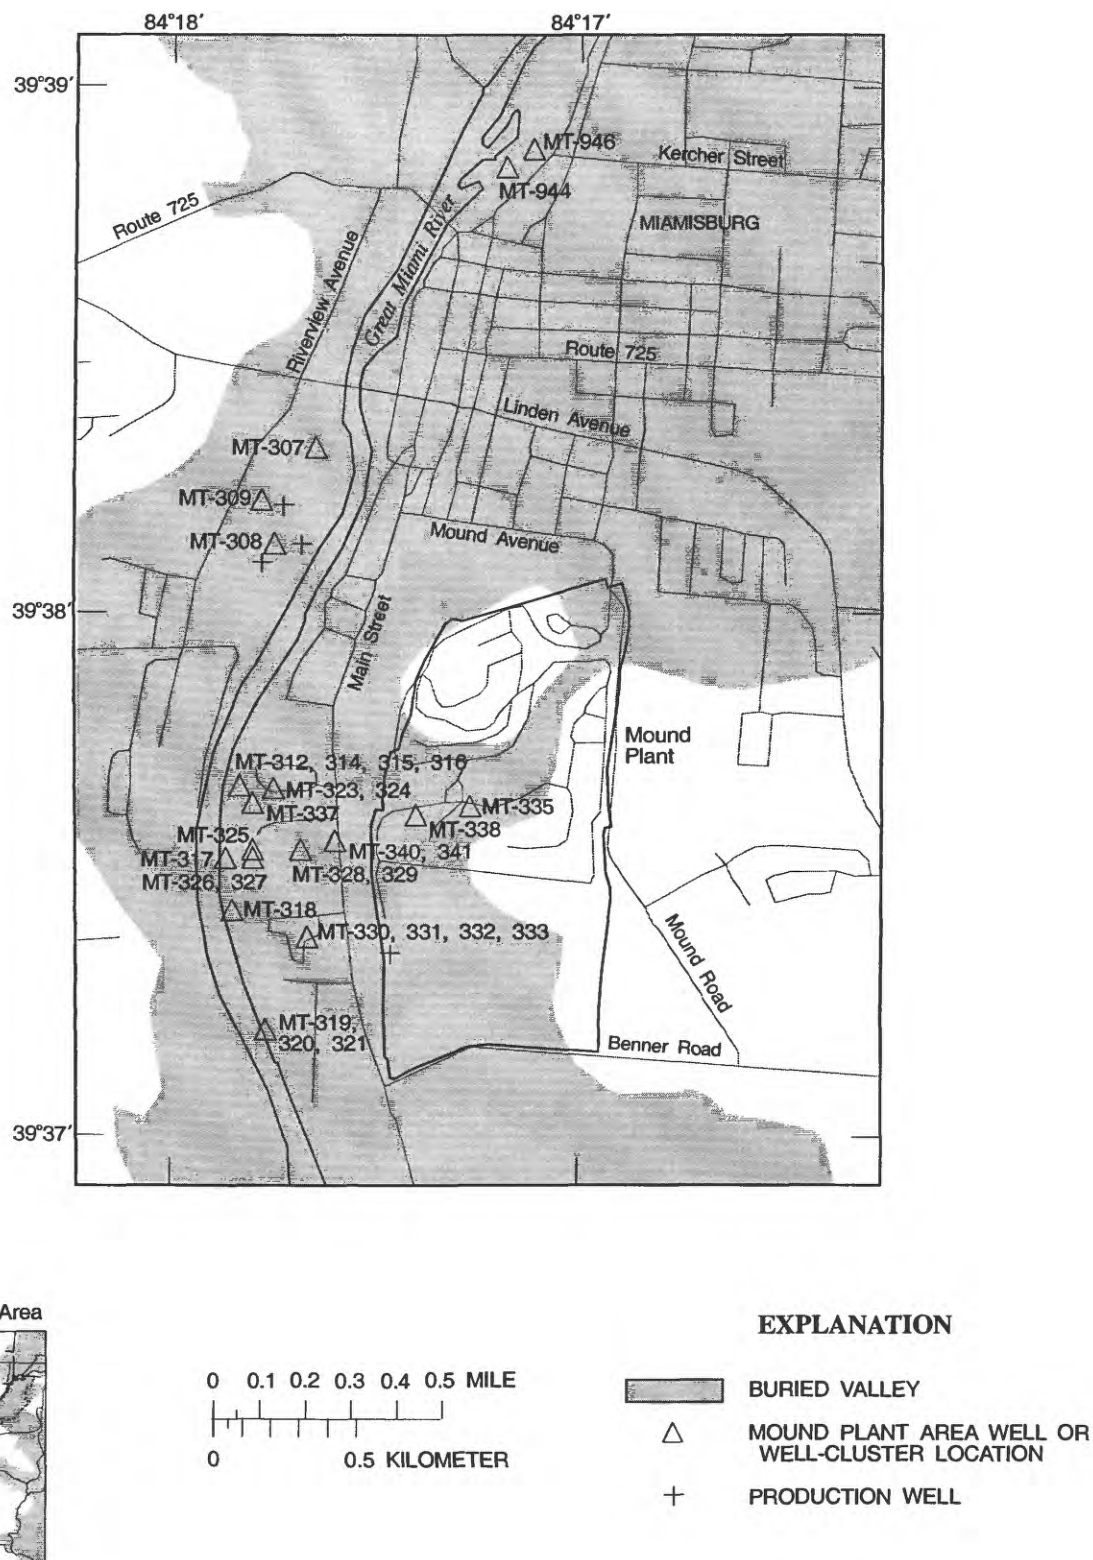 84°18′ 84°17′
39°39′
MT-946
Kercher Street
MT-944
Route 725
MIAMISBURG
Great Miami River
Riverview Avenue
Route 725
Linden Avenue
MT-307
MT-309
Mound Avenue
MT-308
39°38′
Main Street
Mound
Plant
MT-312, 314, 315, 316
MT-323, 324
MT-337
MT-335
MT-338
MT-325
MT-317
MT-340, 341
MT-326, 327
MT-328, 329
MT-318
MT-330, 331, 332, 333
Mound Road
MT-319,
320, 321
Benner Road
39°37′
Area
EXPLANATION
0 0.1 0.2 0.3 0.4 0.5 MILE
0 0.5 KILOMETER
BURIED VALLEY
MOUND PLANT AREA WELL OR
WELL-CLUSTER LOCATION
PRODUCTION WELL